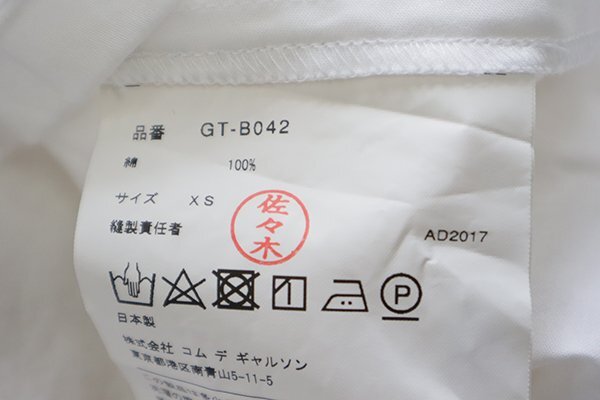 品番 GT-B042
綿 100%
サイズ XS
縫製責任者 佐々木
AD2017
P
日本製
株式会社 コム デ ギャルソン
東京都港区南青山5-11-5